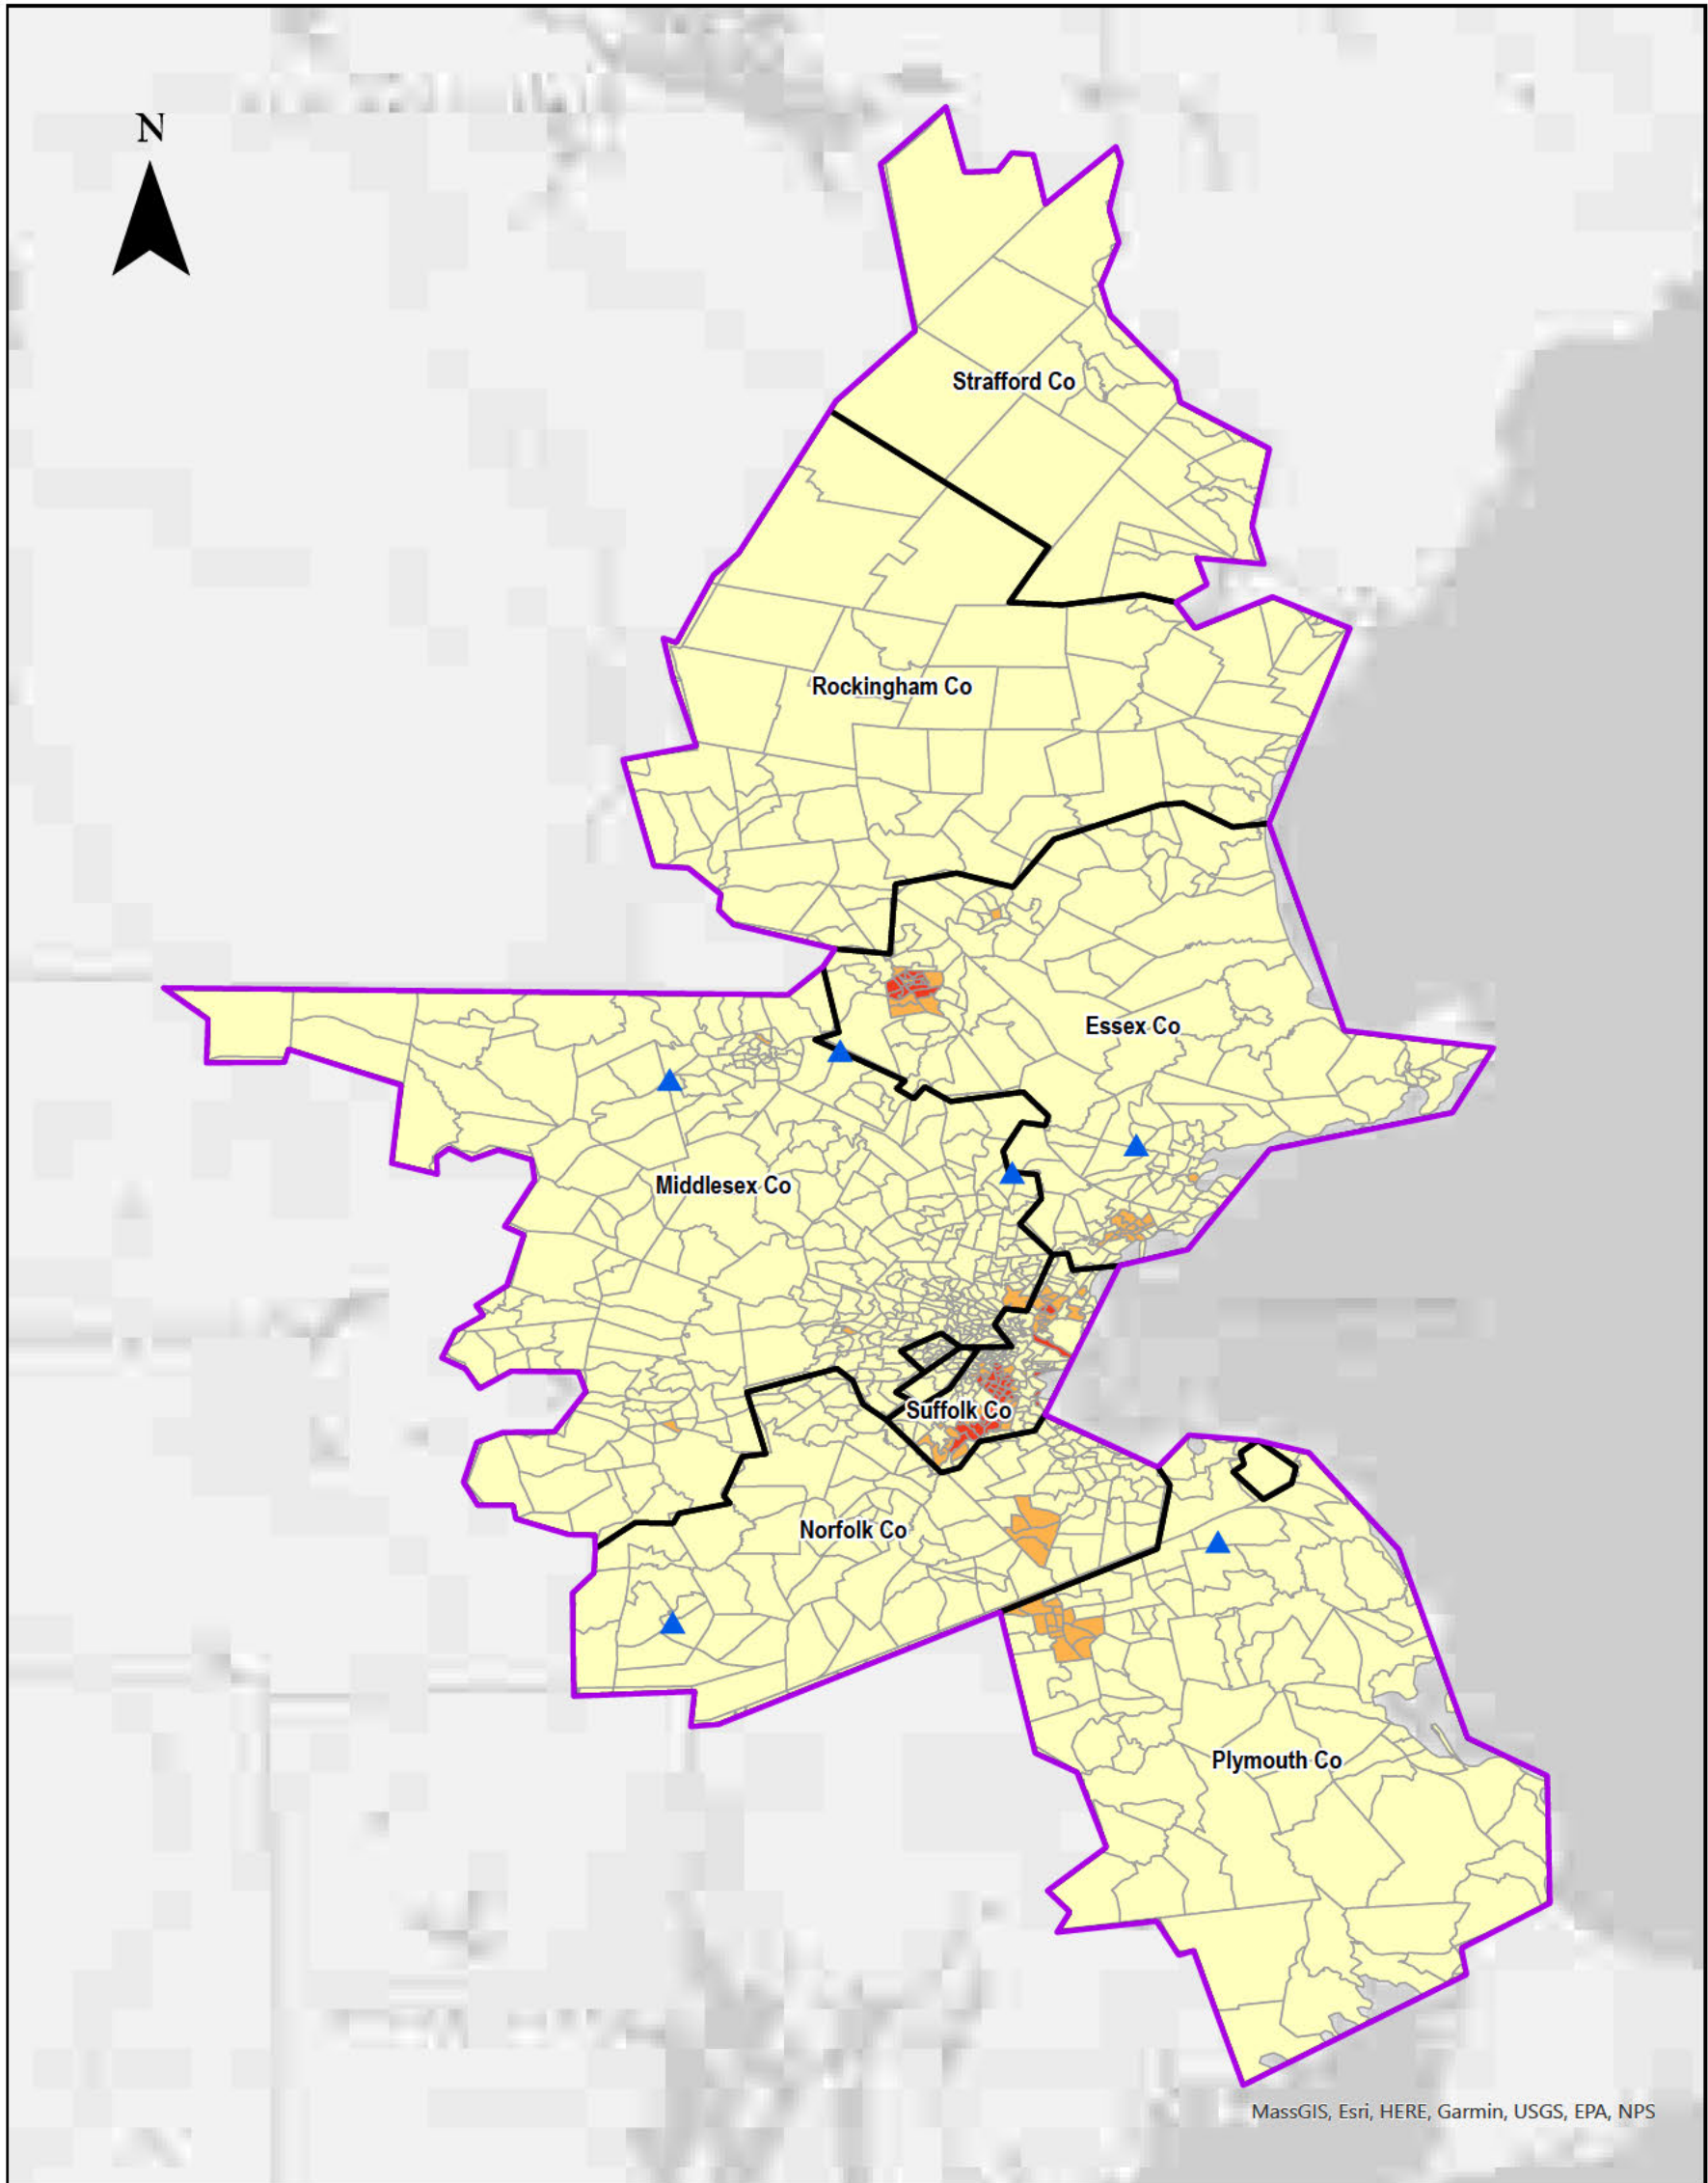 N
Strafford Co
Rockingham Co
Essex Co
Middlesex Co
Suffolk Co
Norfolk Co
Plymouth Co
MassGIS, Esri, HERE, Garmin, USGS, EPA, NPS